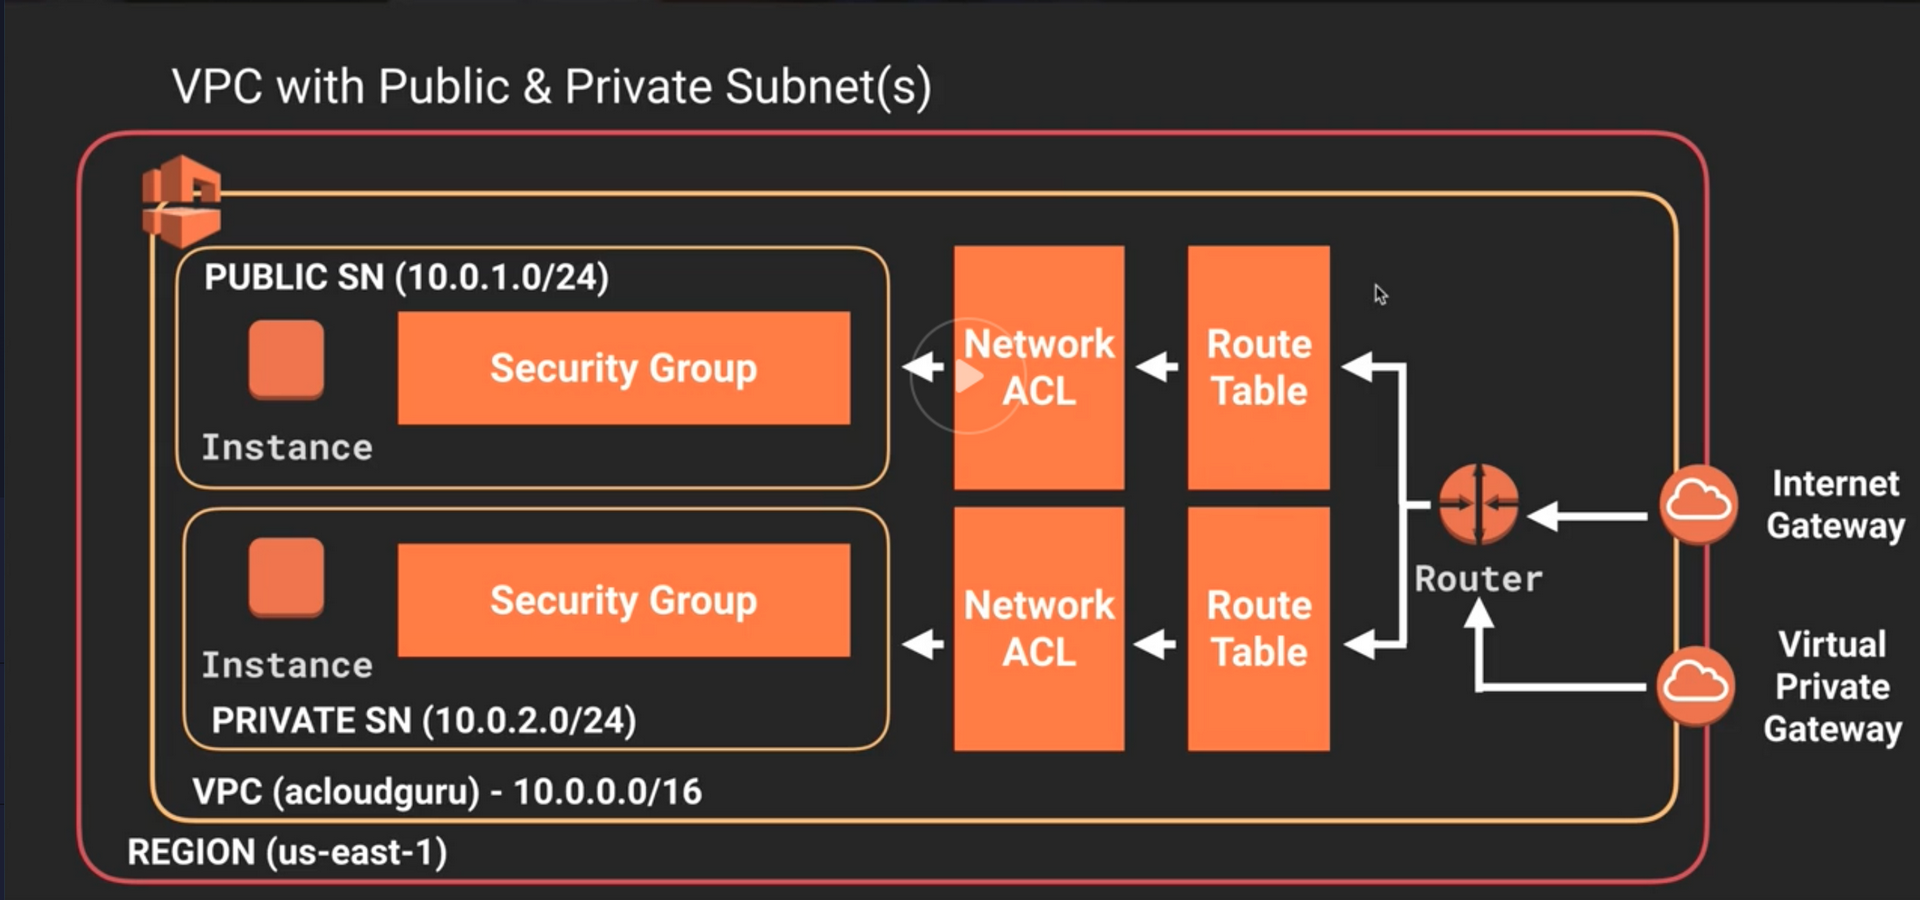 VPC with Public & Private Subnet(s)
PUBLIC SN (10.0.1.0/24)
Instance
Security Group
Network
ACL
Route
Table
Instance
Security Group
PRIVATE SN (10.0.2.0/24)
Network
ACL
Route
Table
Router
Internet
Gateway
Virtual
Private
Gateway
VPC (acloudguru) - 10.0.0.0/16
REGION (us-east-1)